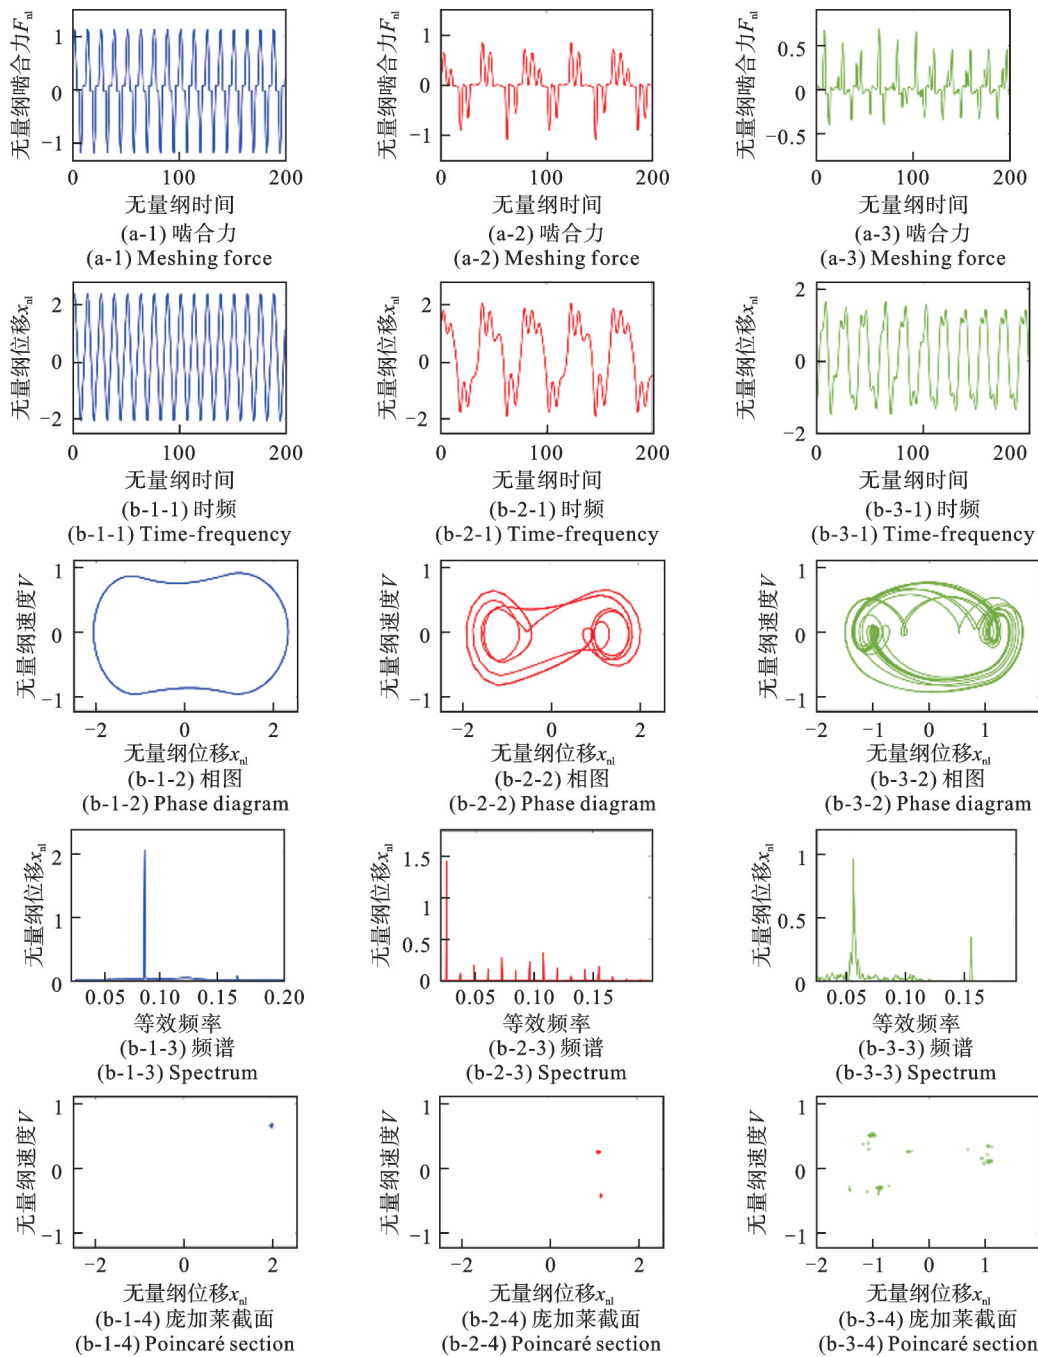 无量纲啮合力Fnl
1
0
−1
0 100 200
无量纲时间
(a-1) 啮合力
(a-1) Meshing force
无量纲啮合力Fnl
1
0
−1
0 100 200
无量纲时间
(a-2) 啮合力
(a-2) Meshing force
无量纲啮合力Fnl
0.5
0
−0.5
0 100 200
无量纲时间
(a-3) 啮合力
(a-3) Meshing force
无量纲位移xnl
2
0
−2
0 100 200
无量纲时间
(b-1-1) 时频
(b-1-1) Time-frequency
无量纲位移xnl
2
0
−2
0 100 200
无量纲时间
(b-2-1) 时频
(b-2-1) Time-frequency
无量纲位移xnl
2
0
−2
0 100 200
无量纲时间
(b-3-1) 时频
(b-3-1) Time-frequency
无量纲速度V
1
0
−1
−2 0 2
无量纲位移xnl
(b-1-2) 相图
(b-1-2) Phase diagram
无量纲速度V
1
0
−1
−2 0 2
无量纲位移xnl
(b-2-2) 相图
(b-2-2) Phase diagram
无量纲速度V
1
0
−1
−2 −1 0 1
无量纲位移xnl
(b-3-2) 相图
(b-3-2) Phase diagram
无量纲位移xnl
2
1
0
0.05 0.10 0.15 0.20
等效频率
(b-1-3) 频谱
(b-1-3) Spectrum
无量纲位移xnl
1.5
0.5
0
0.05 0.10 0.15
等效频率
(b-2-3) 频谱
(b-2-3) Spectrum
无量纲位移xnl
1
0.5
0
0.05 0.10 0.15
等效频率
(b-3-3) 频谱
(b-3-3) Spectrum
无量纲速度V
1
0
−1
−2 0 2
无量纲位移xnl
(b-1-4) 庞加莱截面
(b-1-4) Poincaré section
无量纲速度V
1
0
−1
−2 0 2
无量纲位移xnl
(b-2-4) 庞加莱截面
(b-2-4) Poincaré section
无量纲速度V
1
0
−1
−2 −1 0 1
无量纲位移xnl
(b-3-4) 庞加莱截面
(b-3-4) Poincaré section